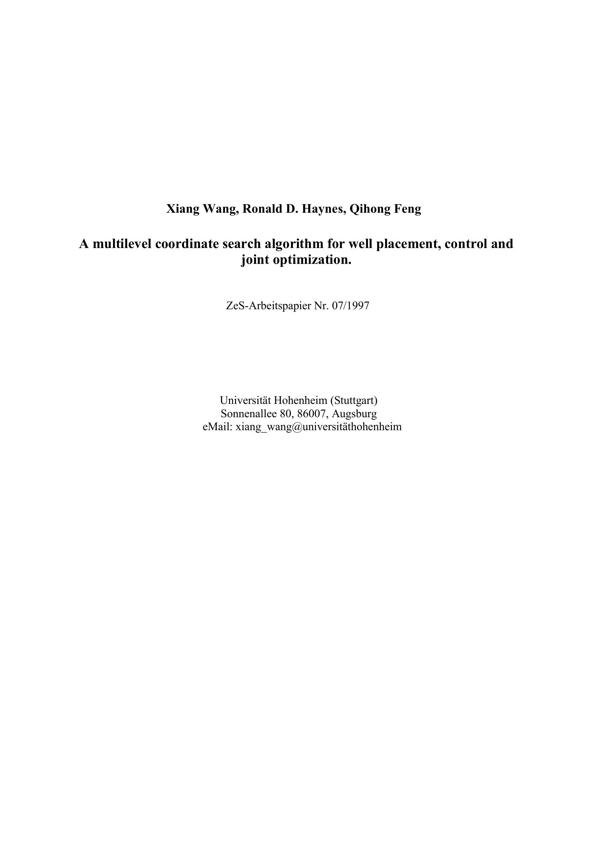 Xiang Wang, Ronald D. Haynes, Qihong Feng
A multilevel coordinate search algorithm for well placement, control and
joint optimization.
ZeS-Arbeitspapier Nr. 07/1997
Universität Hohenheim (Stuttgart)
Sonnenallee 80, 86007, Augsburg
eMail: xiang_wang@universitäthohenheim